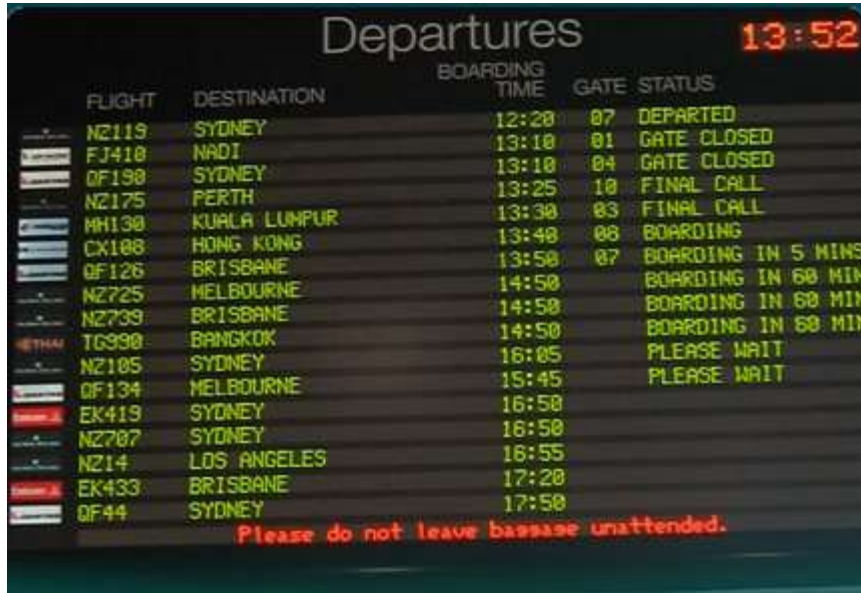 Departures 13:52
FLIGHT DESTINATION BOARDING TIME GATE STATUS
NZ119 SYDNEY 12:20 07 DEPARTED
FJ410 NADI 13:10 01 GATE CLOSED
QF190 SYDNEY 13:10 04 GATE CLOSED
NZ175 PERTH 13:25 10 FINAL CALL
MH130 KUALA LUMPUR 13:30 03 FINAL CALL
CX108 HONG KONG 13:40 08 BOARDING
QF126 BRISBANE 13:50 07 BOARDING IN 5 MINS
NZ725 MELBOURNE 14:50 BOARDING IN 60 MIN
NZ739 BRISBANE 14:50 BOARDING IN 60 MIN
THAI TG990 BANGKOK 14:50 BOARDING IN 60 MIN
NZ105 SYDNEY 16:05 PLEASE WAIT
QF134 MELBOURNE 15:45 PLEASE WAIT
EK419 SYDNEY 16:50
NZ707 SYDNEY 16:50
NZ14 LOS ANGELES 16:55
EK433 BRISBANE 17:20
QF44 SYDNEY 17:50
Please do not leave baggage unattended.